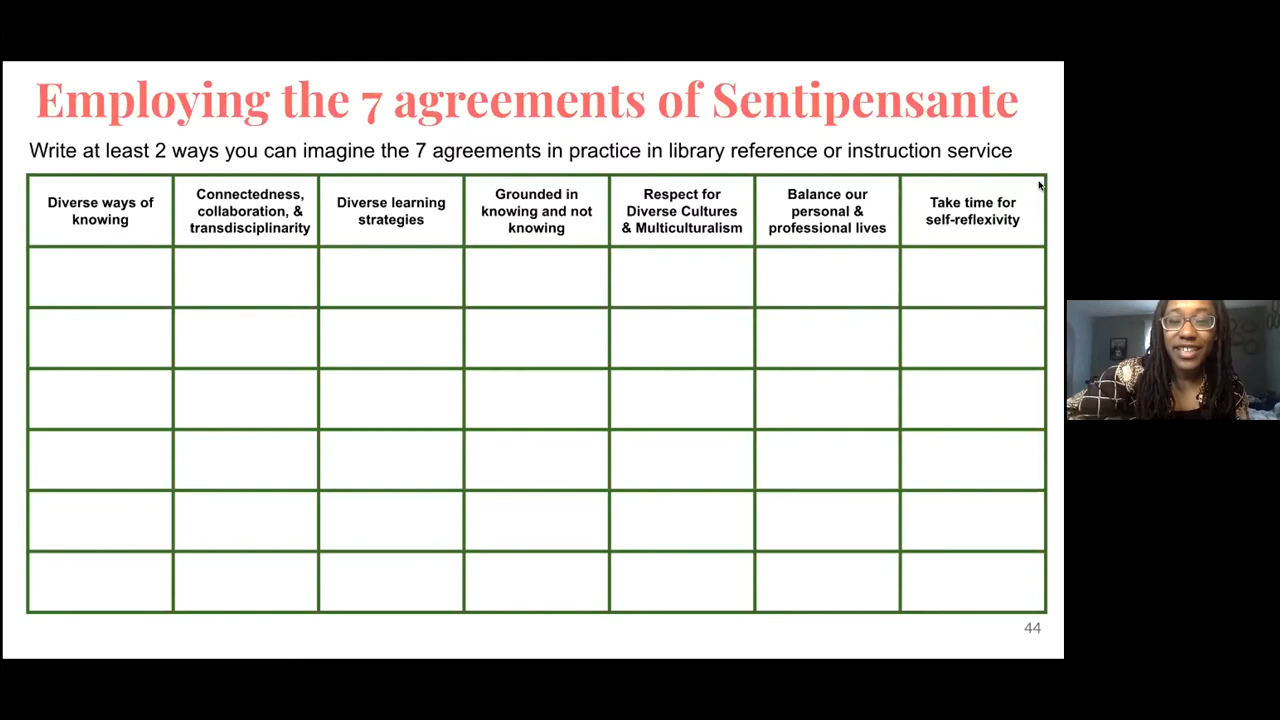 Employing the 7 agreements of Sentipensante
Write at least 2 ways you can imagine the 7 agreements in practice in library reference or instruction service
Diverse ways of
knowing
Connectedness,
collaboration, &
transdisciplinarity
Diverse learning
strategies
Grounded in
knowing and not
knowing
Respect for
Diverse Cultures
& Multiculturalism
Balance our
personal &
professional lives
Take time for
self-reflexivity
44